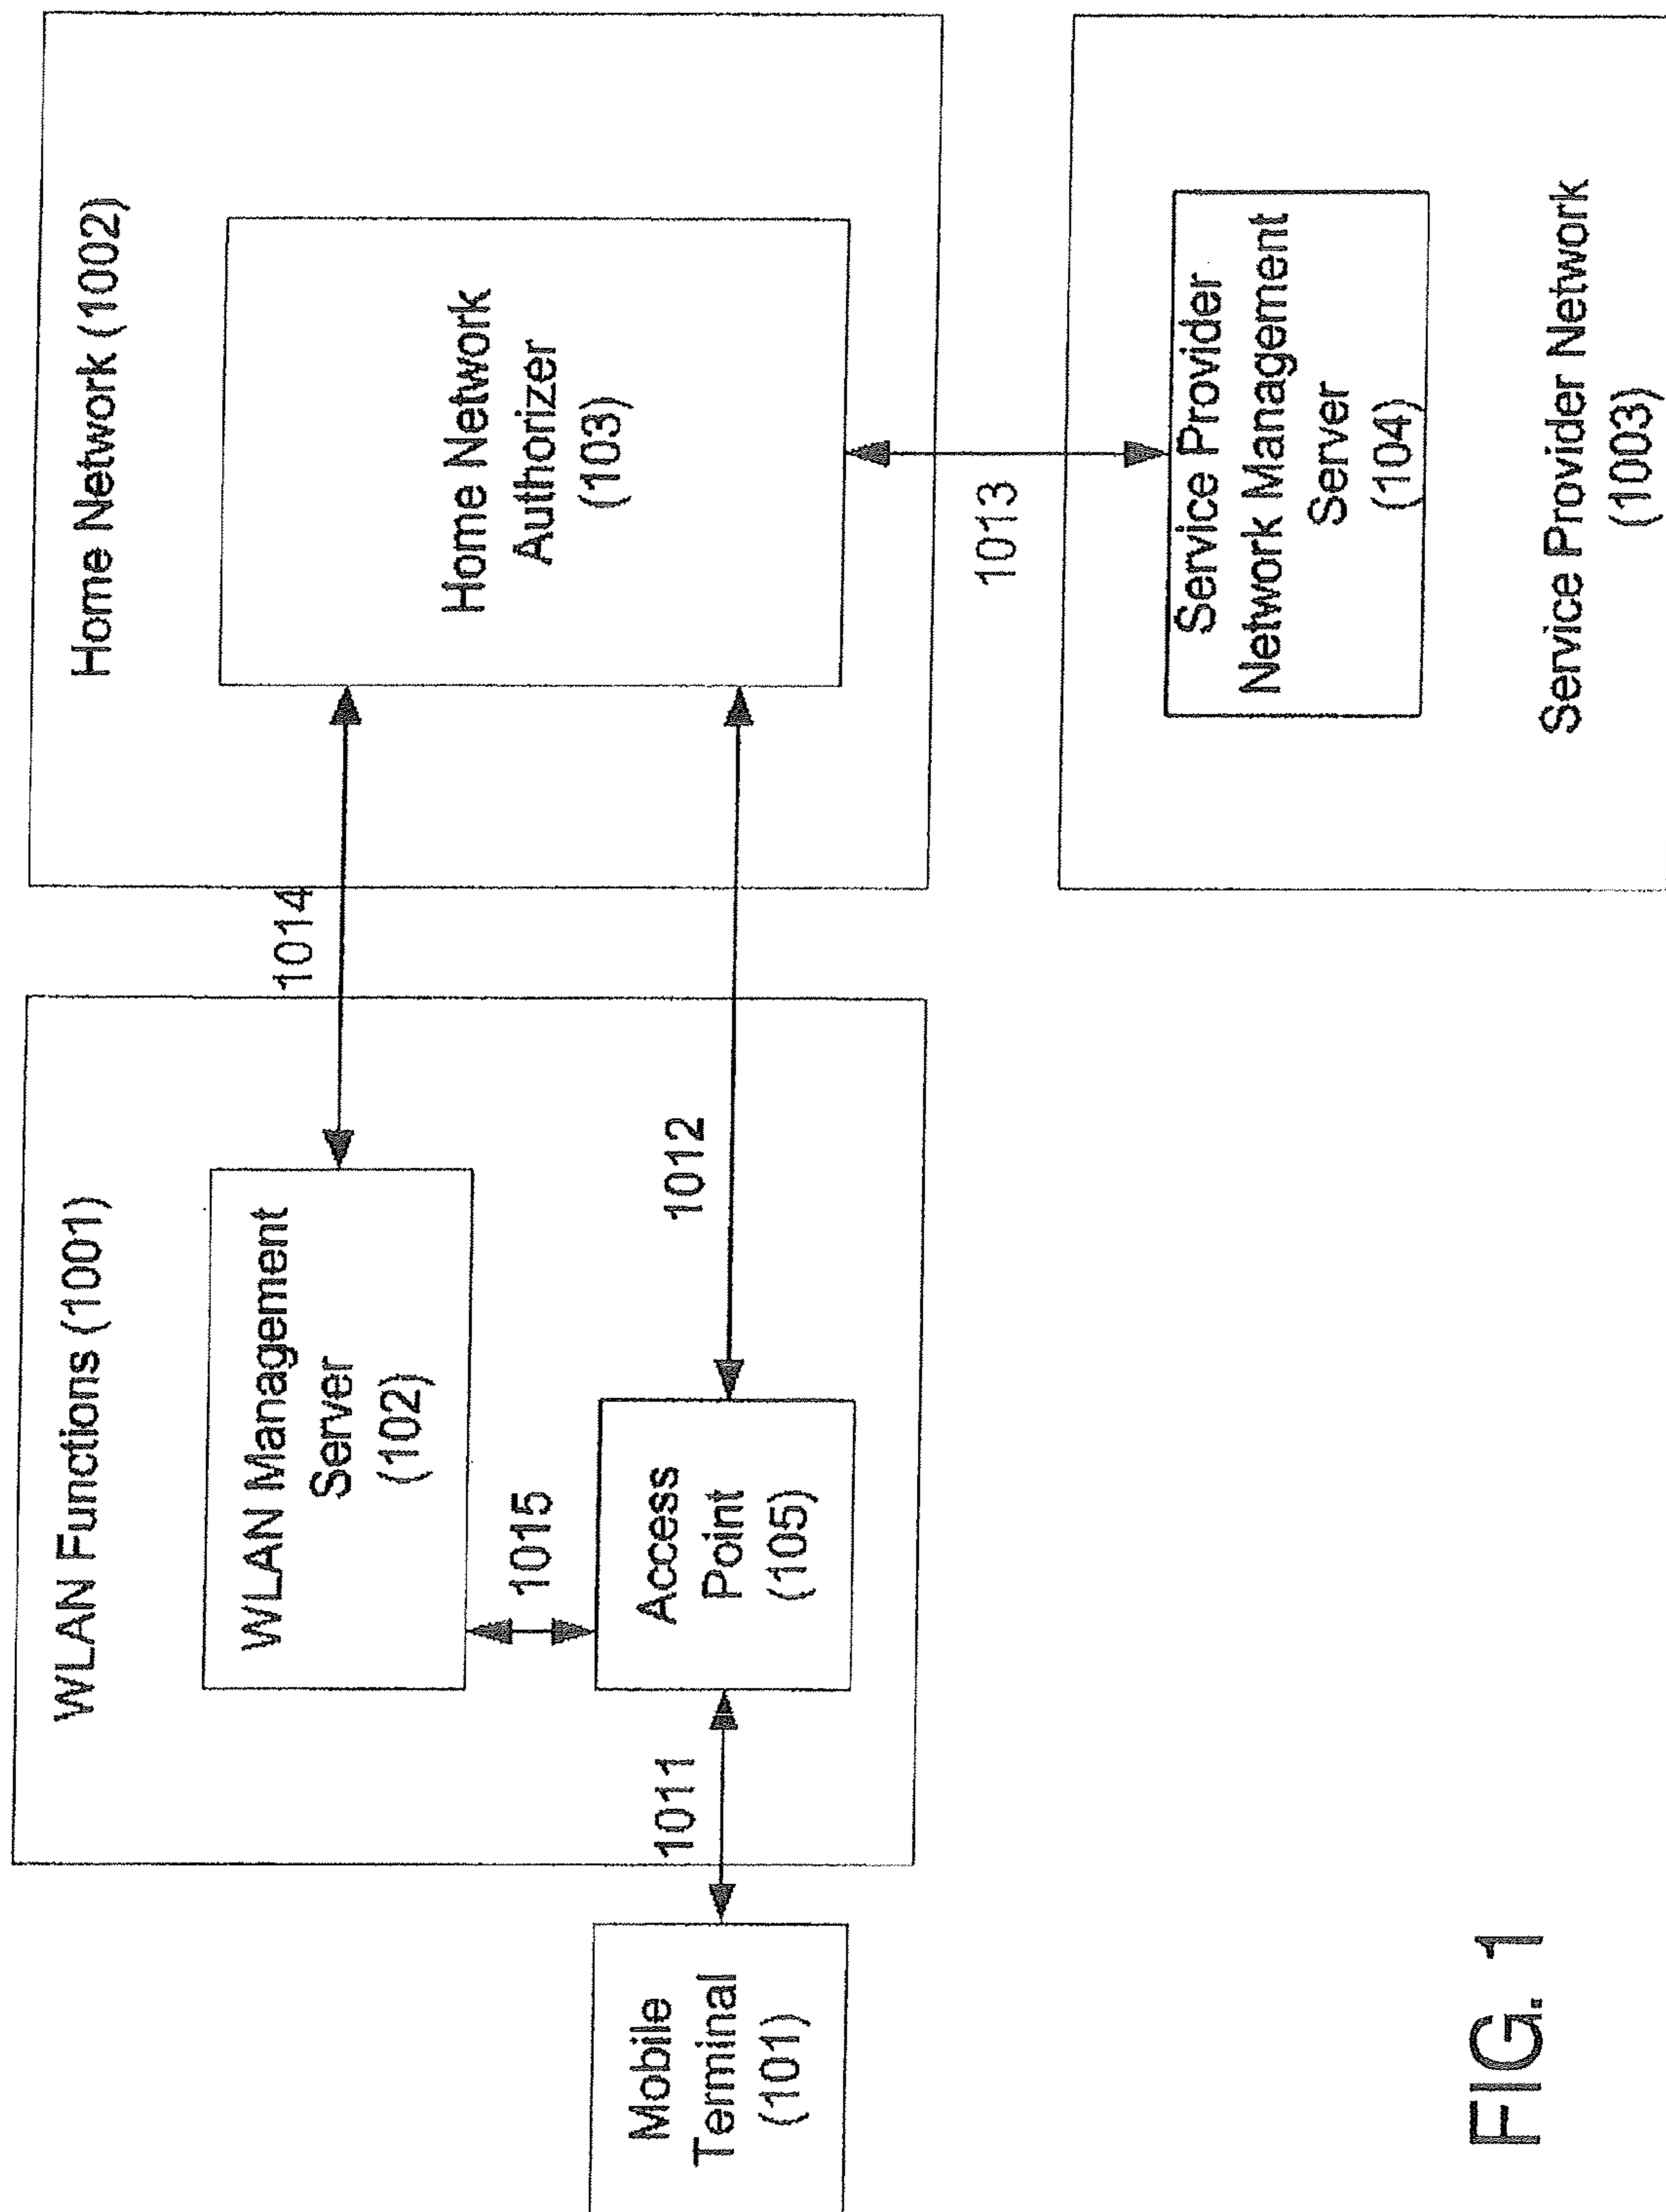 WLAN Functions (1001)
WLAN Management
Server
(102)
1015
Access
Point
(105)
1011
Mobile
Terminal
(101)
1014
1012
Home Network (1002)
Home Network
Authorizer
(103)
1013
Service Provider
Network Management
Server
(104)
Service Provider Network
(1003)
FIG. 1